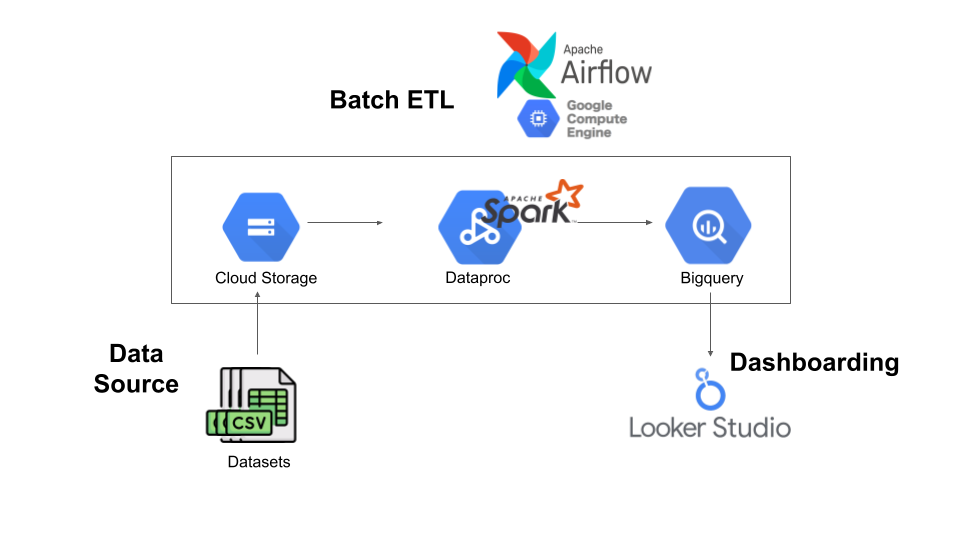 Apache
Airflow
Batch ETL
Google
Compute
Engine
APACHE
Spark
Cloud Storage
Dataproc
Bigquery
Data
Source
Dashboarding
CSV
Looker Studio
Datasets